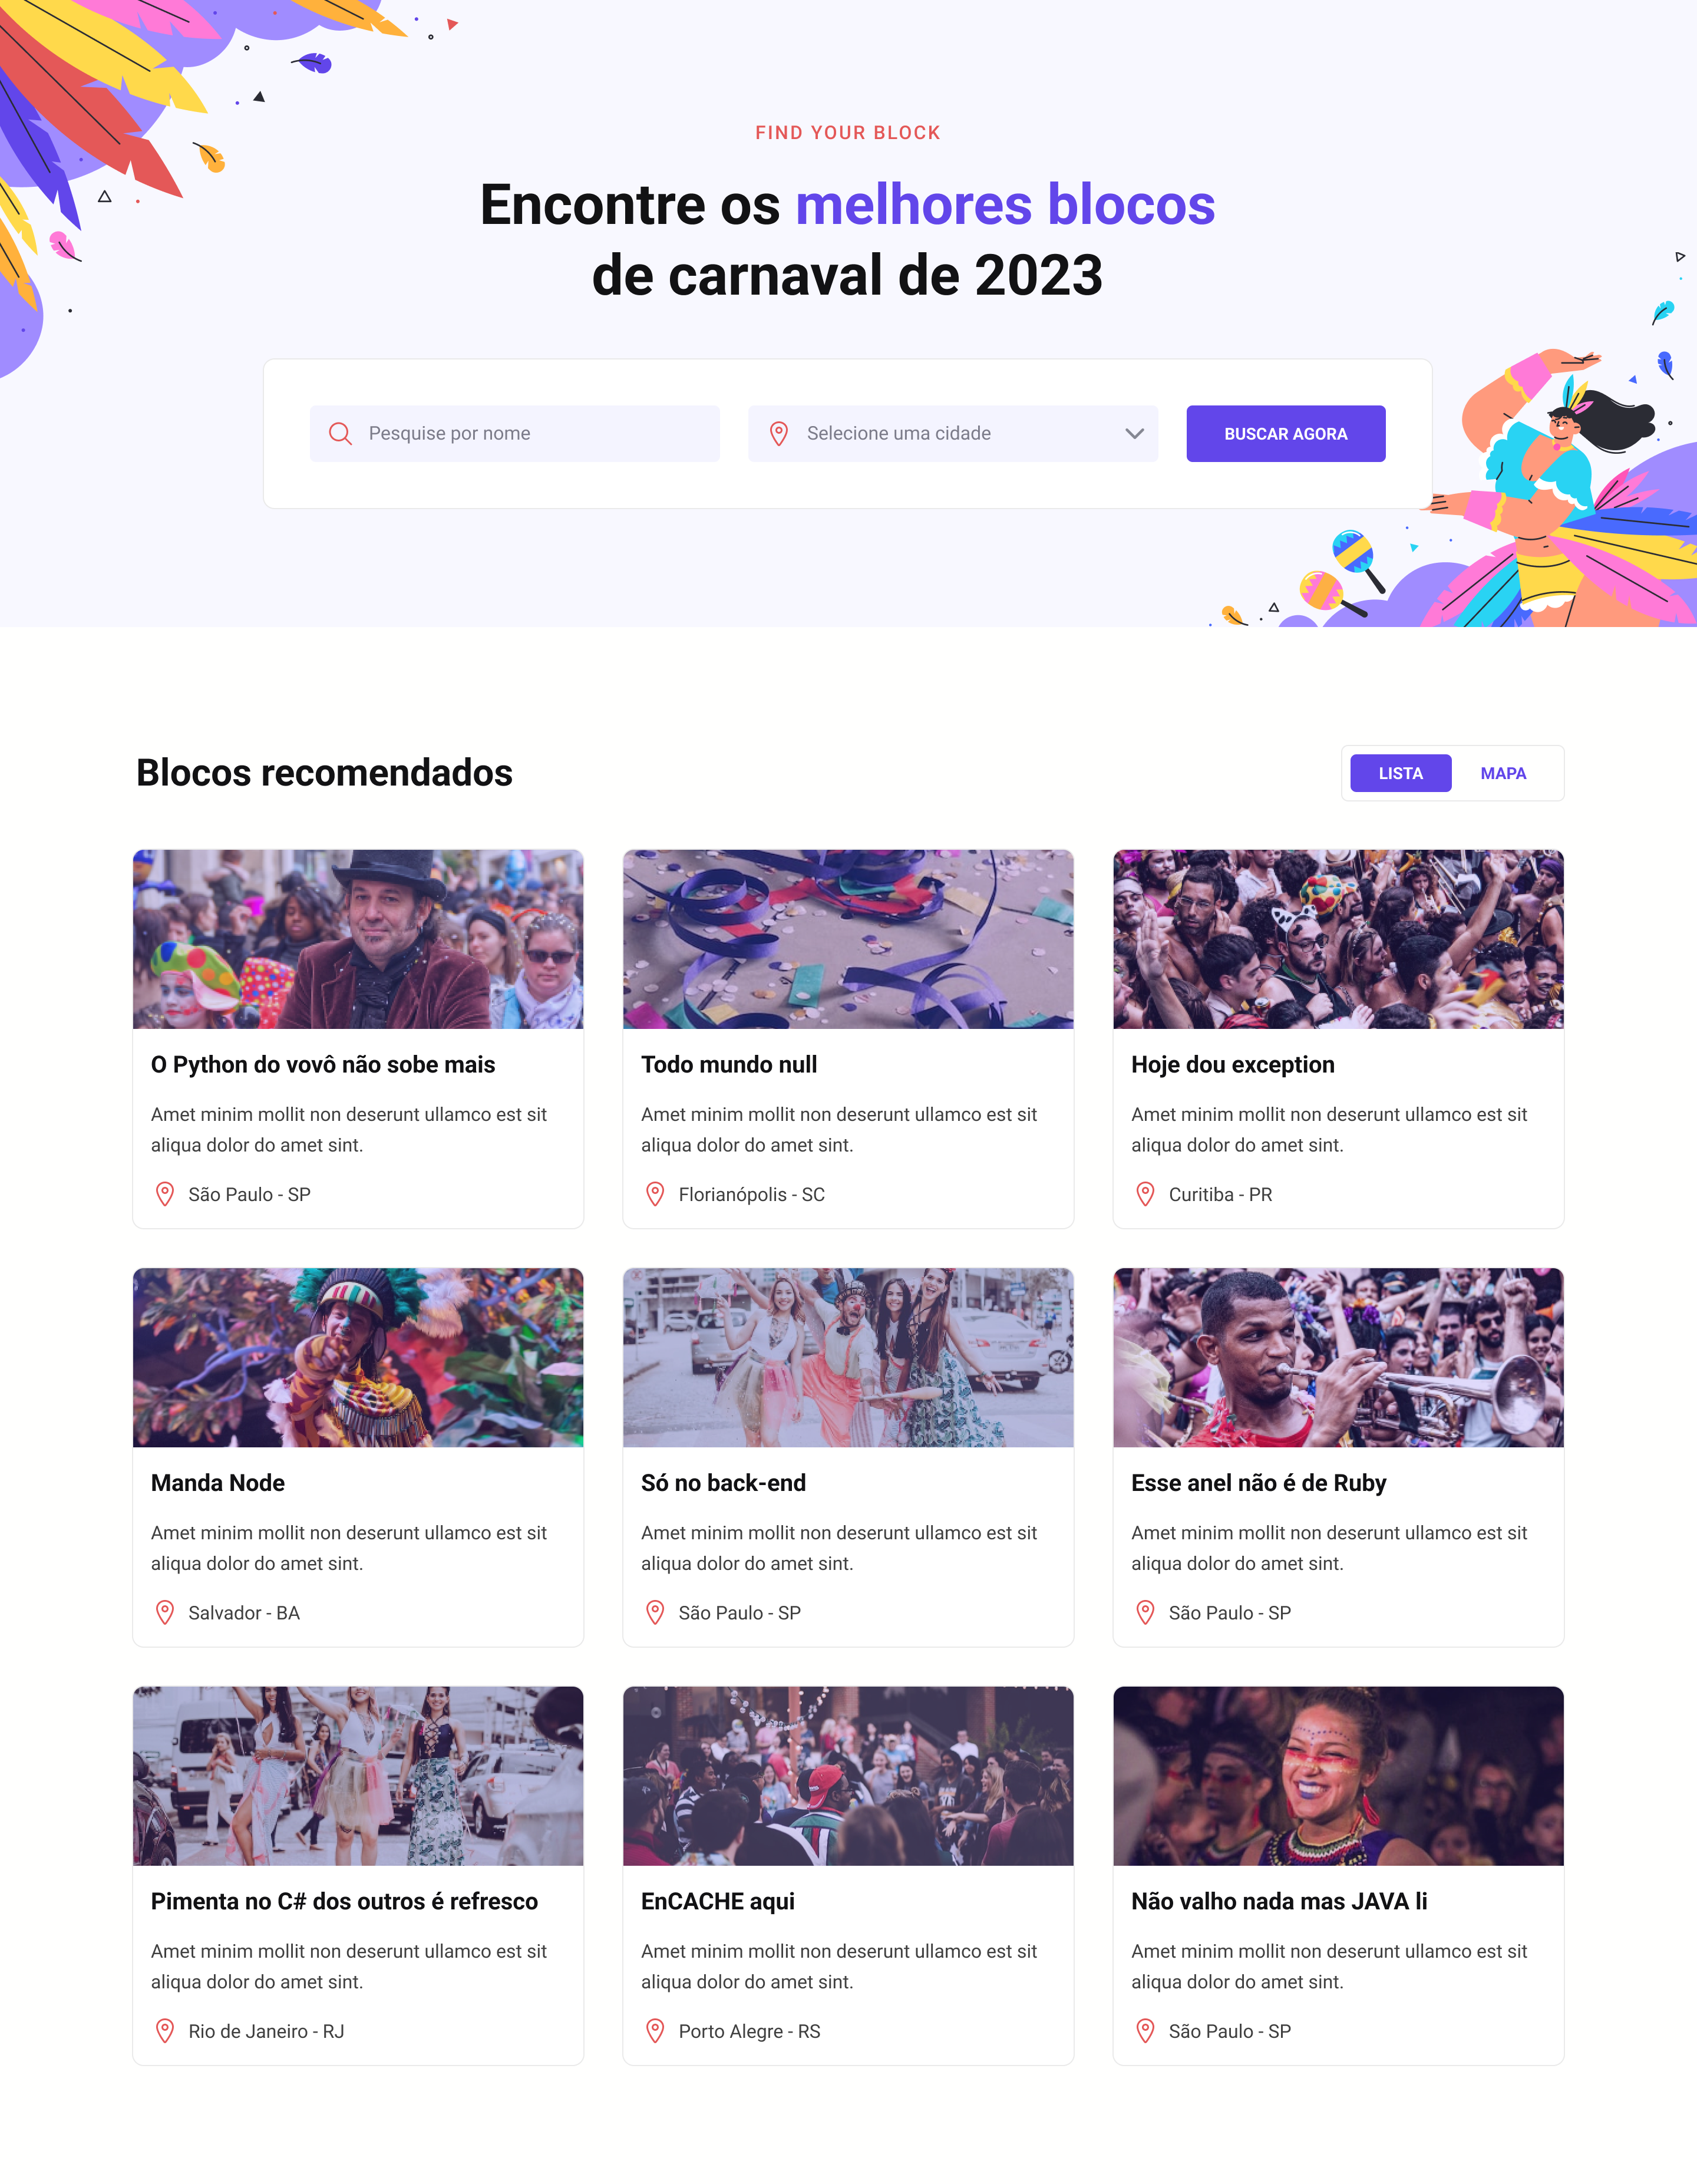 FIND YOUR BLOCK
Encontre os melhores blocos
de carnaval de 2023
Pesquise por nome
Selecione uma cidade
BUSCAR AGORA
Blocos recomendados
LISTA
MAPA
O Python do vovô não sobe mais
Amet minim mollit non deserunt ullamco est sit
aliqua dolor do amet sint.
São Paulo - SP
Todo mundo null
Amet minim mollit non deserunt ullamco est sit
aliqua dolor do amet sint.
Florianópolis - SC
Hoje dou exception
Amet minim mollit non deserunt ullamco est sit
aliqua dolor do amet sint.
Curitiba - PR
Manda Node
Amet minim mollit non deserunt ullamco est sit
aliqua dolor do amet sint.
Salvador - BA
Só no back-end
Amet minim mollit non deserunt ullamco est sit
aliqua dolor do amet sint.
São Paulo - SP
Esse anel não é de Ruby
Amet minim mollit non deserunt ullamco est sit
aliqua dolor do amet sint.
São Paulo - SP
Pimenta no C# dos outros é refresco
Amet minim mollit non deserunt ullamco est sit
aliqua dolor do amet sint.
Rio de Janeiro - RJ
EnCACHE aqui
Amet minim mollit non deserunt ullamco est sit
aliqua dolor do amet sint.
Porto Alegre - RS
Não valho nada mas JAVA li
Amet minim mollit non deserunt ullamco est sit
aliqua dolor do amet sint.
São Paulo - SP